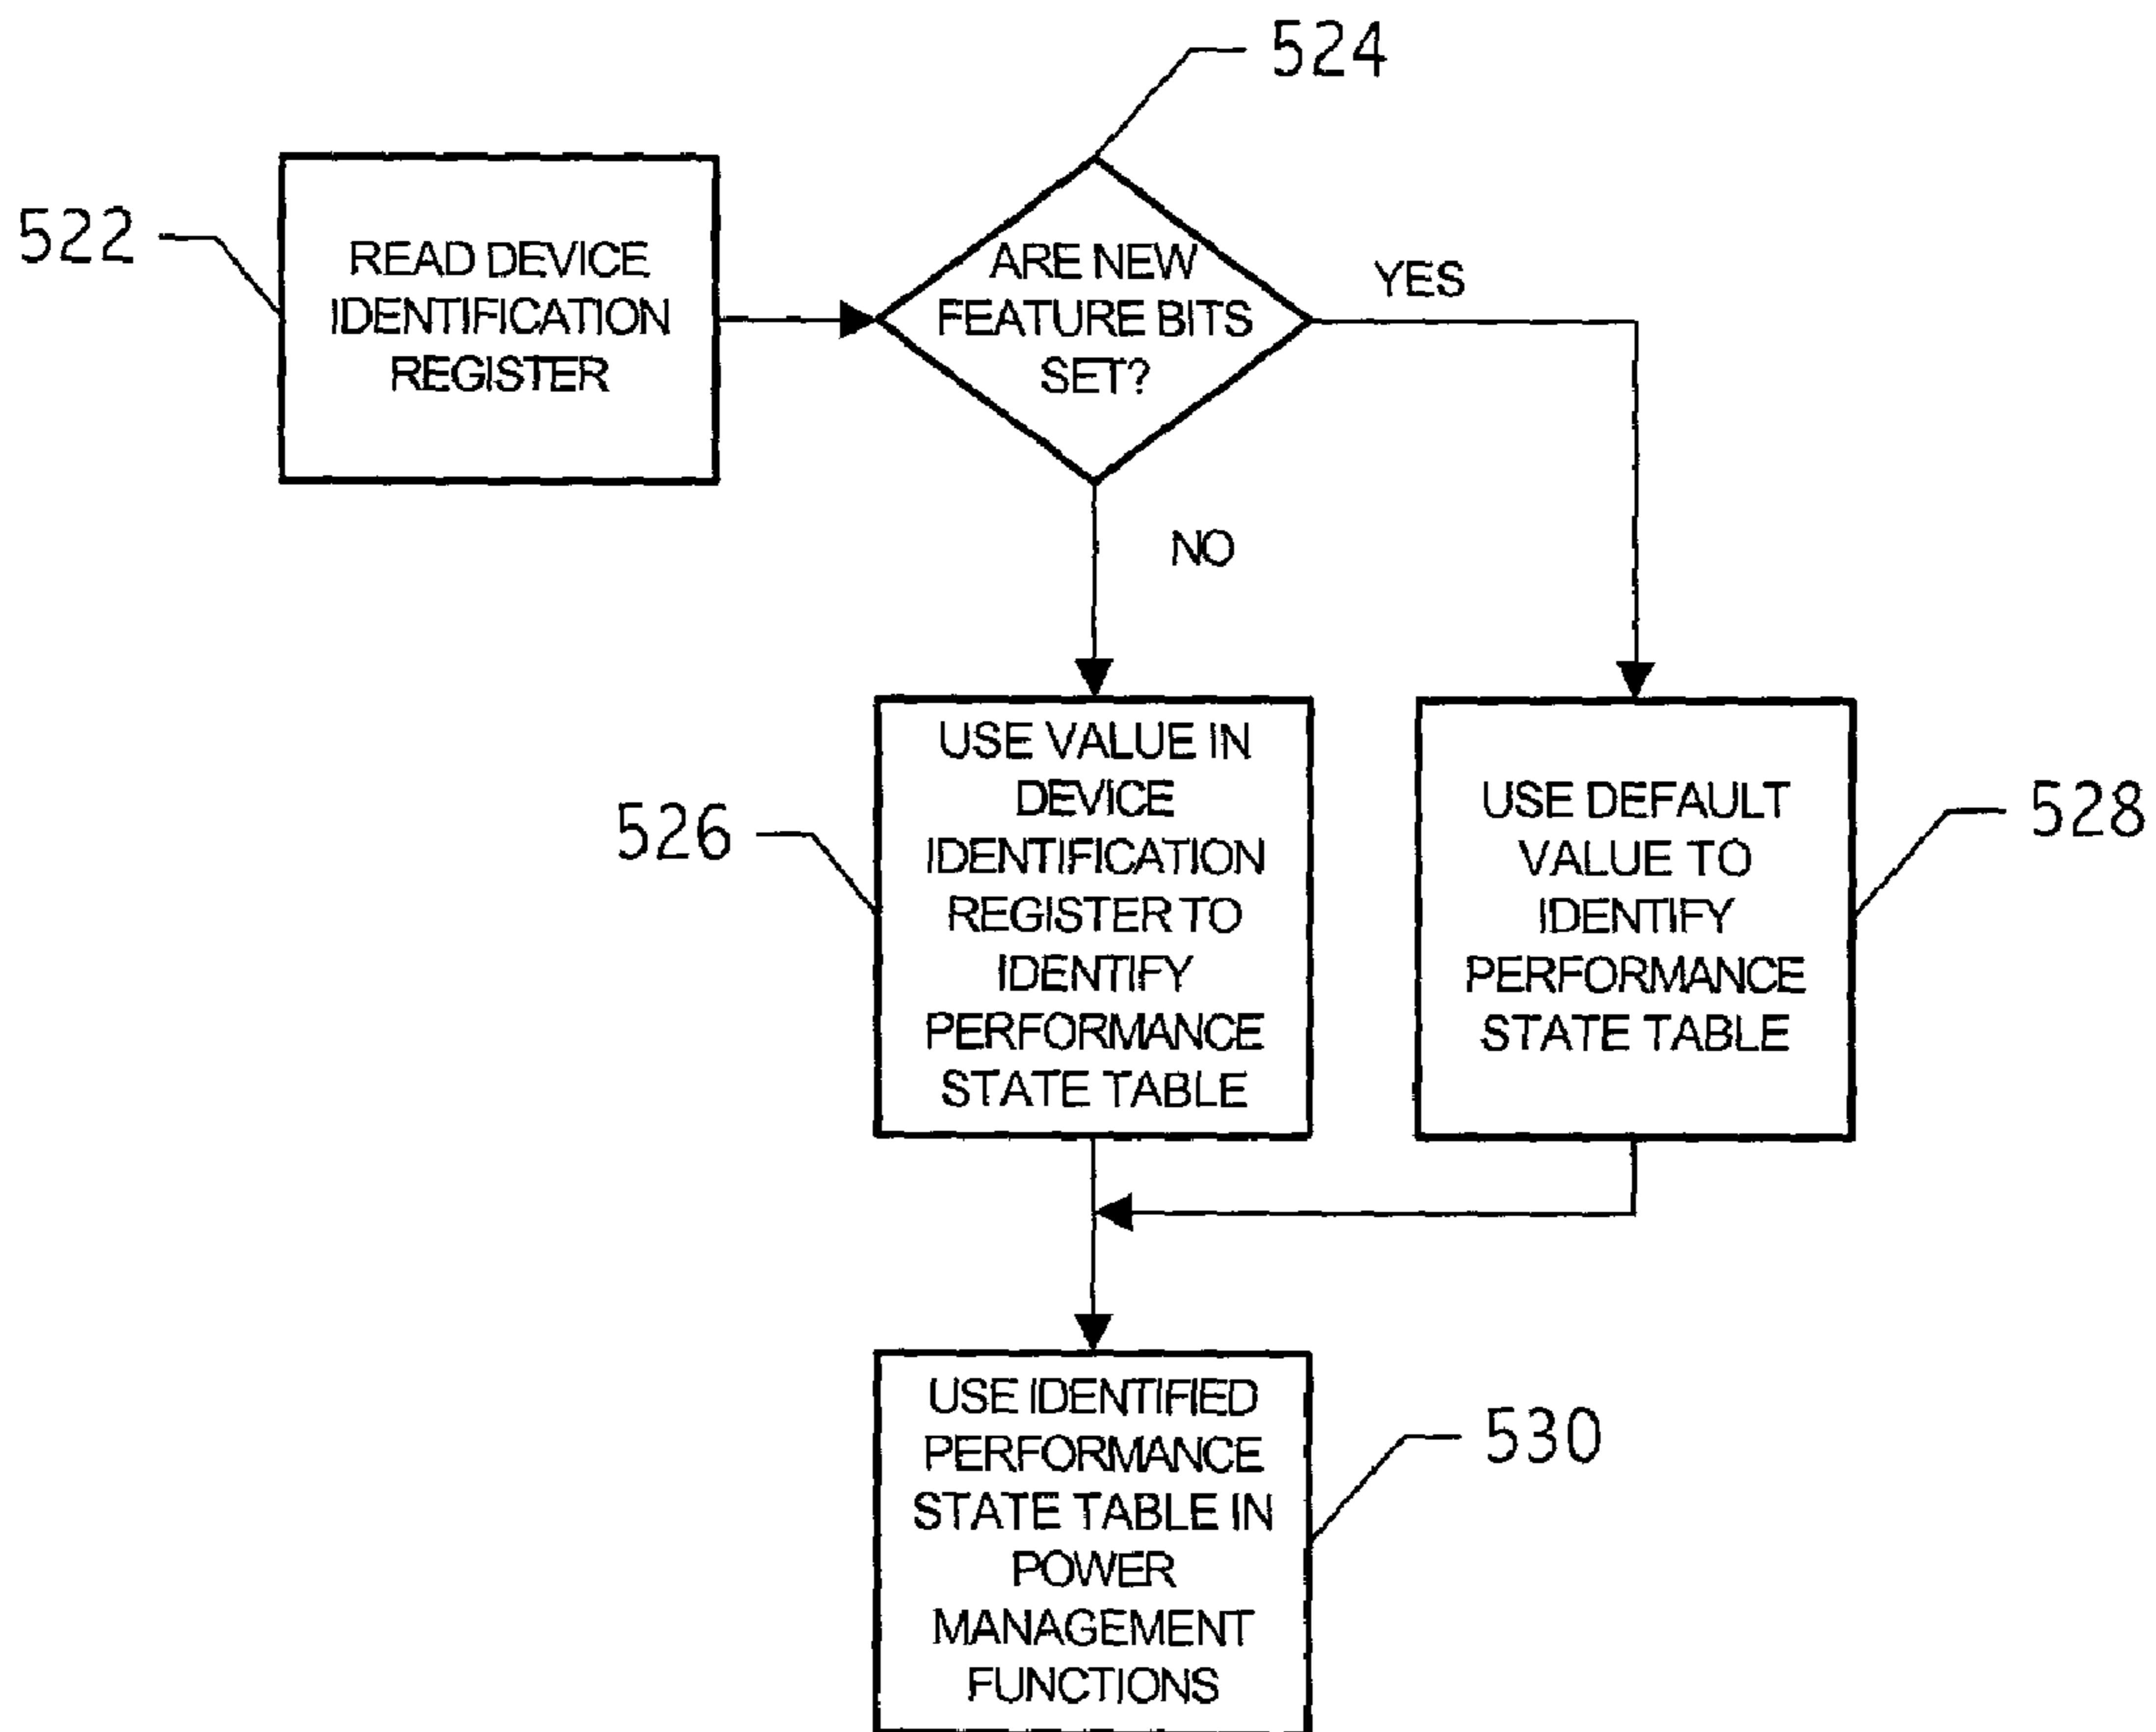 524
522
READ DEVICE
IDENTIFICATION
REGISTER
ARE NEW
FEATURE BITS
SET?
YES
NO
526
USE VALUE IN
DEVICE
IDENTIFICATION
REGISTER TO
IDENTIFY
PERFORMANCE
STATE TABLE
USE DEFAULT
VALUE TO
IDENTIFY
PERFORMANCE
STATE TABLE
528
USE IDENTIFIED
PERFORMANCE
STATE TABLE IN
POWER
MANAGEMENT
FUNCTIONS
530